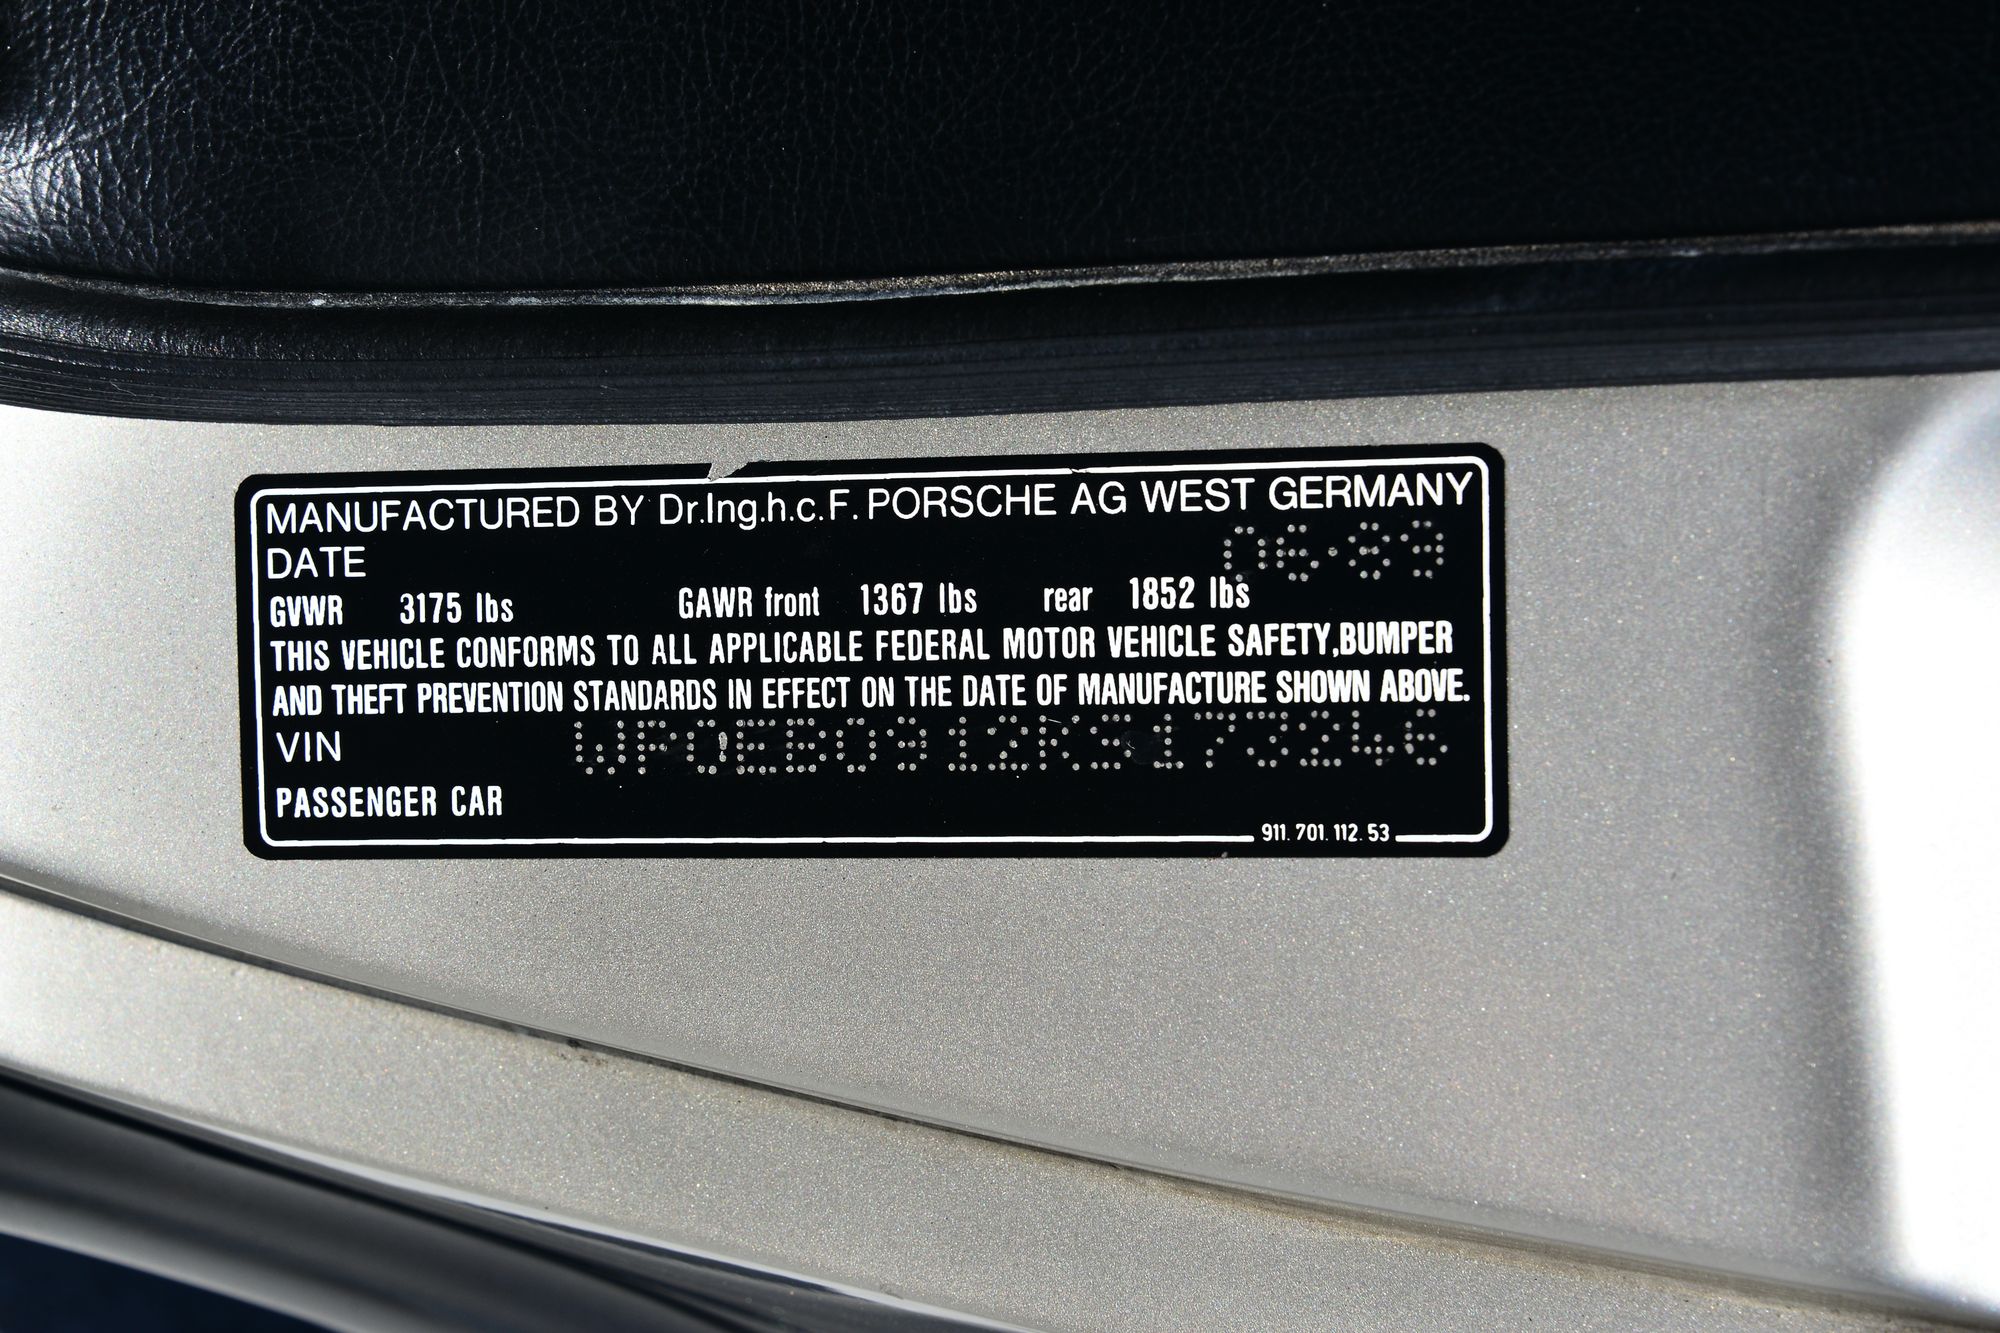 MANUFACTURED BY Dr.Ing.h.c.F. PORSCHE AG WEST GERMANY
DATE 06·89
GVWR 3175 lbs GAWR front 1367 lbs rear 1852 lbs
THIS VEHICLE CONFORMS TO ALL APPLICABLE FEDERAL MOTOR VEHICLE SAFETY,BUMPER
AND THEFT PREVENTION STANDARDS IN EFFECT ON THE DATE OF MANUFACTURE SHOWN ABOVE.
VIN WP0EB0912KS173246
PASSENGER CAR
911. 701. 112. 53